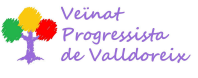 Veïnat
Progressista
de Valldoreix